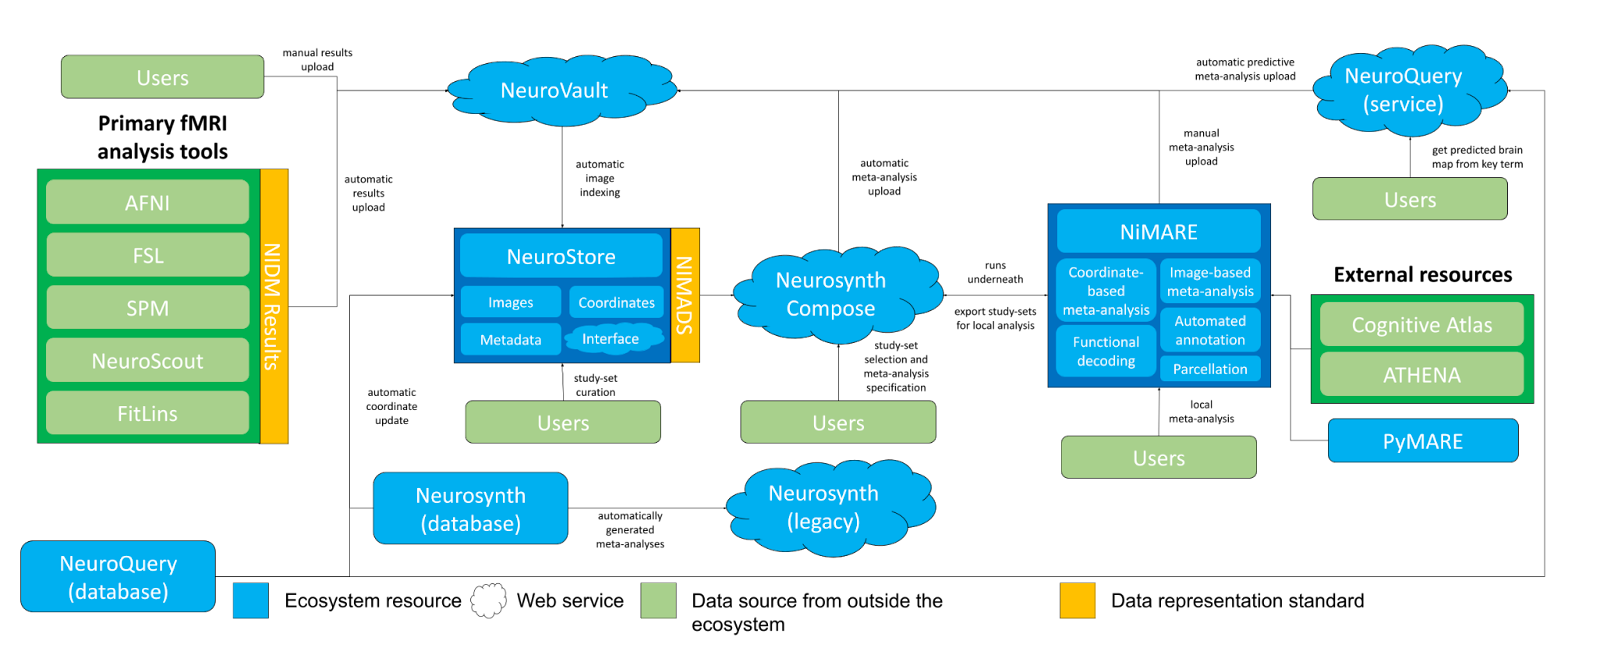 Users
manual results
upload
NeuroVault
automatic predictive
meta-analysis upload
NeuroQuery
(service)
Primary fMRI
analysis tools
AFNI
FSL
SPM
NeuroScout
FitLins
NIDM Results
automatic
results
upload
automatic
image
indexing
automatic
meta-analysis
upload
manual
meta-analysis
upload
get predicted brain
map from key term
Users
NeuroStore
Images
Coordinates
Metadata
Interface
NIMADS
Neurosynth
Compose
runs
underneath
export study-sets
for local analysis
NiMARE
Coordinate-
based
meta-analysis
Image-based
meta-analysis
Functional
decoding
Automated
annotation
Parcellation
External resources
Cognitive Atlas
ATHENA
PyMARE
automatic
coordinate
update
study-set
curation
Users
study-set
selection and
meta-analysis
specification
Users
local
meta-analysis
Users
Neurosynth
(database)
automatically
generated
meta-analyses
Neurosynth
(legacy)
NeuroQuery
(database)
Ecosystem resource
Web service
Data source from outside the
ecosystem
Data representation standard